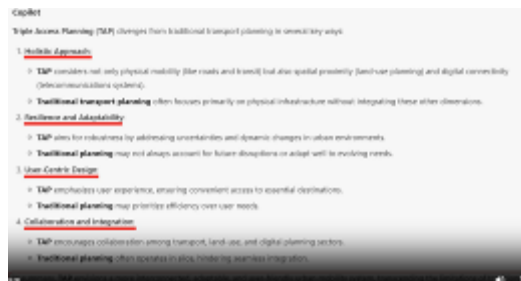 Copilot
Triple Access Planning (TAP) diverges from traditional transport planning in several key ways:
1. Holistic Approach:
TAP considers not only physical mobility (like roads and transit) but also spatial proximity (land-use planning) and digital connectivity
(telecommunications systems).
Traditional transport planning often focuses primarily on physical infrastructure without integrating these other dimensions.
2. Resilience and Adaptability:
TAP aims for robustness by addressing uncertainties and dynamic changes in urban environments.
Traditional planning may not always account for future disruptions or adapt well to evolving needs.
3. User-Centric Design:
TAP emphasizes user experience, ensuring convenient access to essential destinations.
Traditional planning may prioritize efficiency over user needs.
4. Collaboration and Integration:
TAP encourages collaboration among transport, land-use, and digital planning sectors.
Traditional planning often operates in silos, hindering seamless integration.